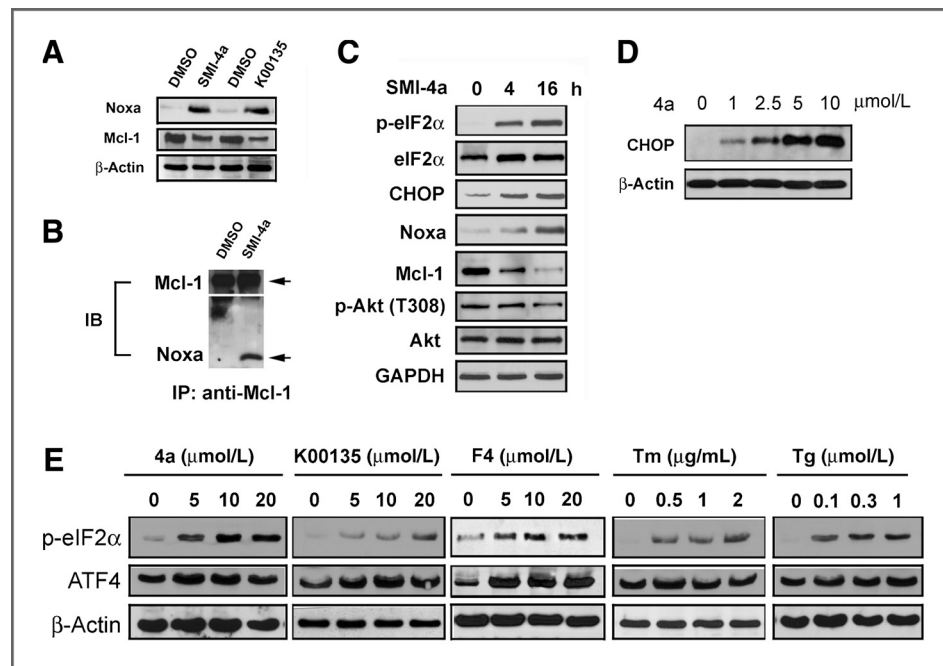 A
DMSO
SMI-4a
DMSO
K00135
Noxa
Mcl-1
β-Actin
B
DMSO
SMI-4a
Mcl-1
IB
Noxa
IP: anti-Mcl-1
C
SMI-4a 0 4 16 h
p-eIF2α
eIF2α
CHOP
Noxa
Mcl-1
p-Akt (T308)
Akt
GAPDH
D
4a 0 1 2.5 5 10 μmol/L
CHOP
β-Actin
E
4a (μmol/L) K00135 (μmol/L) F4 (μmol/L) Tm (μg/mL) Tg (μmol/L)
0 5 10 20 0 5 10 20 0 5 10 20 0 0.5 1 2 0 0.1 0.3 1
p-eIF2α
ATF4
β-Actin